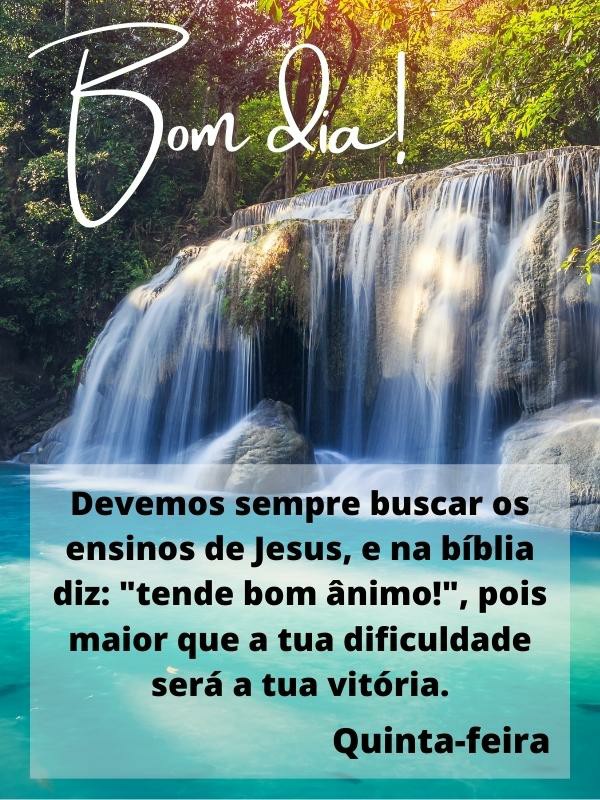 Bom dia!
Devemos sempre buscar os
ensinos de Jesus, e na bíblia
diz: "tende bom ânimo!", pois
maior que a tua dificuldade
será a tua vitória.
Quinta-feira